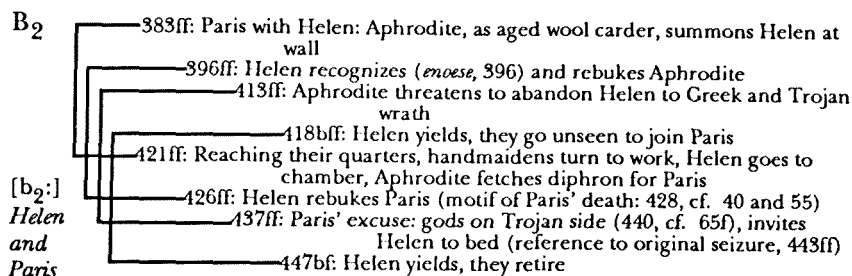 B2
383ff: Paris with Helen: Aphrodite, as aged wool carder, summons Helen at
wall
396ff: Helen recognizes (enoese, 396) and rebukes Aphrodite
413ff: Aphrodite threatens to abandon Helen to Greek and Trojan
wrath
418bff: Helen yields, they go unseen to join Paris
421ff: Reaching their quarters, handmaidens turn to work, Helen goes to
chamber, Aphrodite fetches diphron for Paris
[b2:]
426ff: Helen rebukes Paris (motif of Paris' death: 428, cf. 40 and 55)
Helen
437ff: Paris' excuse: gods on Trojan side (440, cf. 65f), invites
and
Helen to bed (reference to original seizure, 443ff)
Paris
447bf: Helen yields, they retire